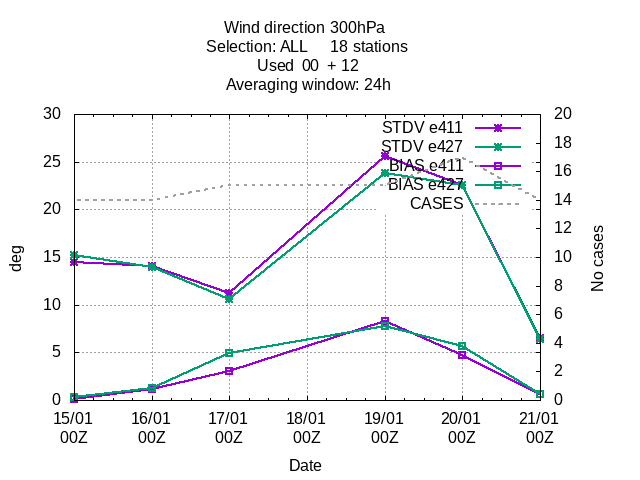 Wind direction 300hPa
Selection: ALL     18 stations
Used  00  + 12
Averaging window: 24h
30
25
20
15
10
5
0
deg
STDV e411
STDV e427
BIAS e411
BIAS e427
CASES
20
18
16
14
12
10
8
6
4
2
0
No cases
15/01 16/01 17/01 18/01 19/01 20/01 21/01
00Z 00Z 00Z 00Z 00Z 00Z 00Z
Date